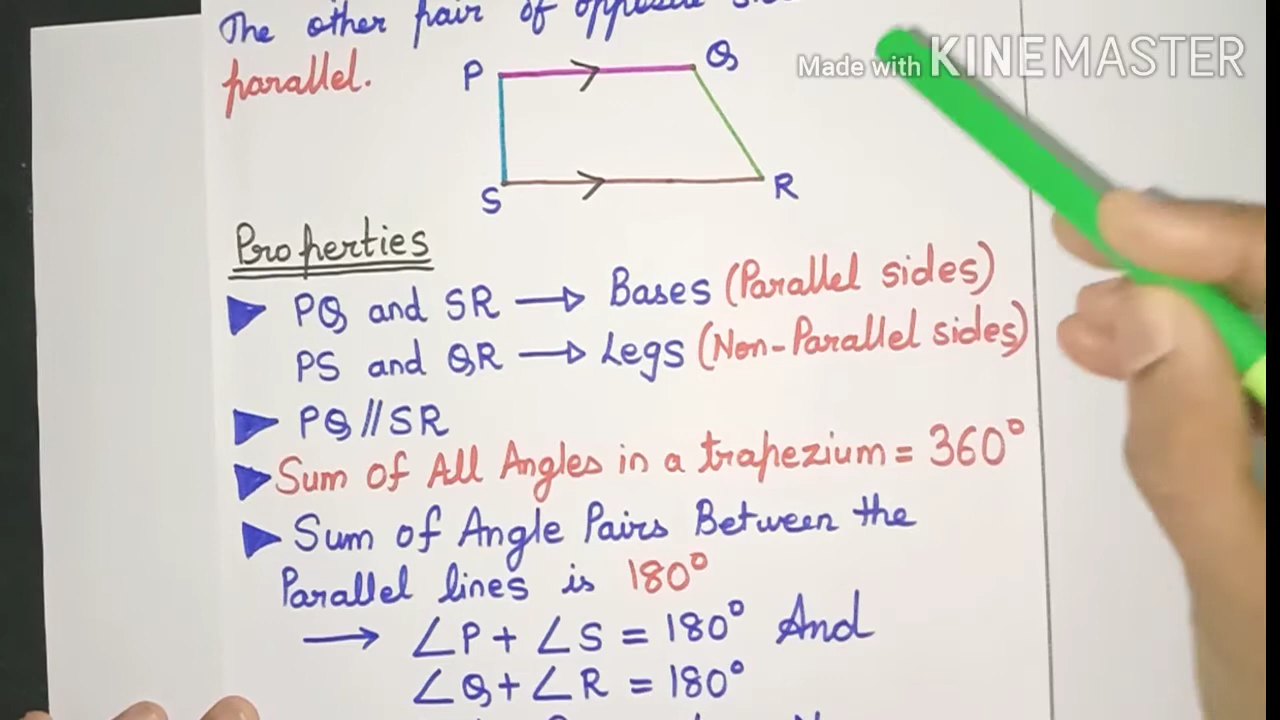 The other pair of opposite
parallel.
Made with KINEMASTER
P
Q
S
R
Properties
PQ and SR → Bases (Parallel sides)
PS and QR → Legs (Non-Parallel sides)
PQ // SR
Sum of All Angles in a trapezium = 360°
Sum of Angle Pairs Between the
Parallel lines is 180°
→ ∠P + ∠S = 180° And
∠Q + ∠R = 180°